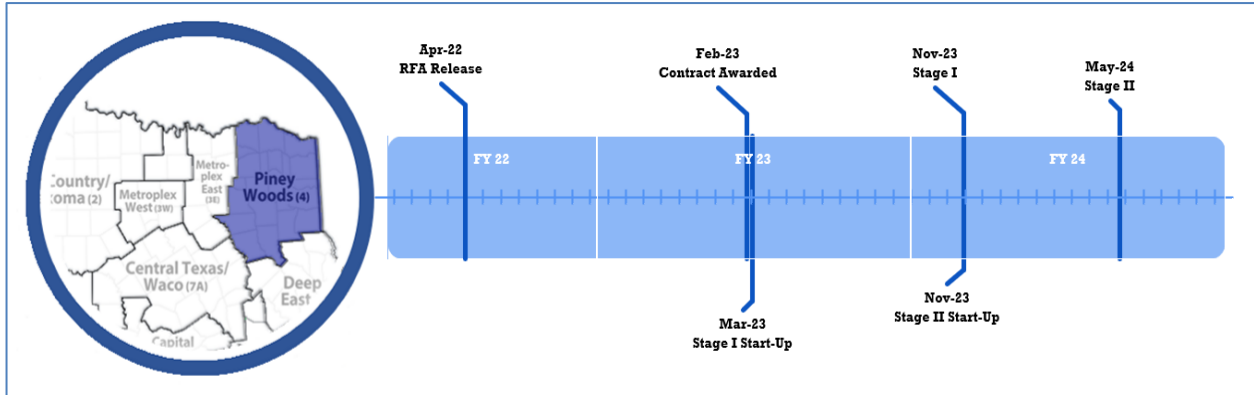 Country/
oma (2)
Metroplex
West (3W)
Metro-
plex
East
(3E)
Piney
Woods (4)
Central Texas/
Waco (7A)
Deep
East
Capital
Apr-22
RFA Release
Feb-23
Contract Awarded
Nov-23
Stage I
May-24
Stage II
FY 22
FY 23
FY 24
Mar-23
Stage I Start-Up
Nov-23
Stage II Start-Up